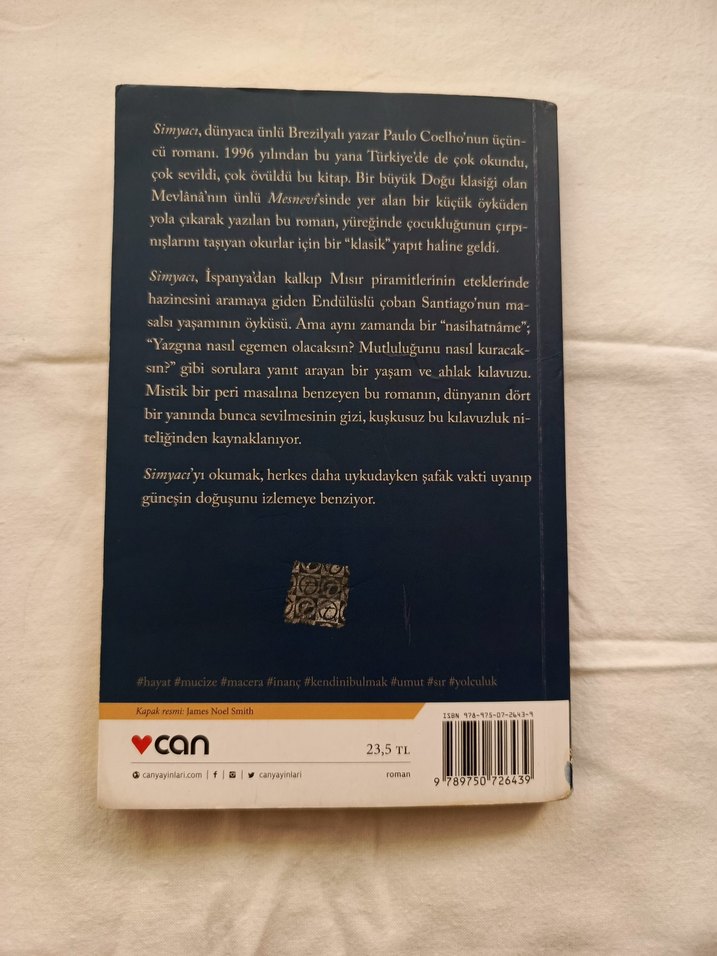 Simyacı, dünyaca ünlü Brezilyalı yazar Paulo Coelho'nun üçün-
cü romanı. 1996 yılından bu yana Türkiye'de de çok okundu,
çok sevildi, çok övüldü bu kitap. Bir büyük Doğu klasiği olan
Mevlânâ'nın ünlü Mesnevî'sinde yer alan bir küçük öyküden
yola çıkarak yazılan bu roman, yüreğinde çocukluğunun çırpı-
nışlarını taşıyan okurlar için bir “klasik” yapıt haline geldi.
Simyacı, İspanya'dan kalkıp Mısır piramitlerinin eteklerinde
hazinesini aramaya giden Endülüslü çoban Santiago'nun ma-
salsı yaşamının öyküsü. Ama aynı zamanda bir “nasihatnâme”;
“Yazgına nasıl egemen olacaksın? Mutluluğunu nasıl kuracak-
sın?” gibi sorulara yanıt arayan bir yaşam ve ahlak kılavuzu.
Mistik bir peri masalına benzeyen bu romanın, dünyanın dört
bir yanında bunca sevilmesinin gizi, kuşkusuz bu kılavuzluk ni-
teliğinden kaynaklanıyor.
Simyacı'yı okumak, herkes daha uykudayken şafak vakti uyanıp
güneşin doğuşunu izlemeye benziyor.
#hayat #mucize #macera #inanç #kendinibulmak #umut #sır #yolculuk
Kapak resmi: James Noel Smith
can
23,5 TL
canyayinlari.com | f | | canyayinlari
roman
ISBN 978-975-07-2643-9
9 789750 726439